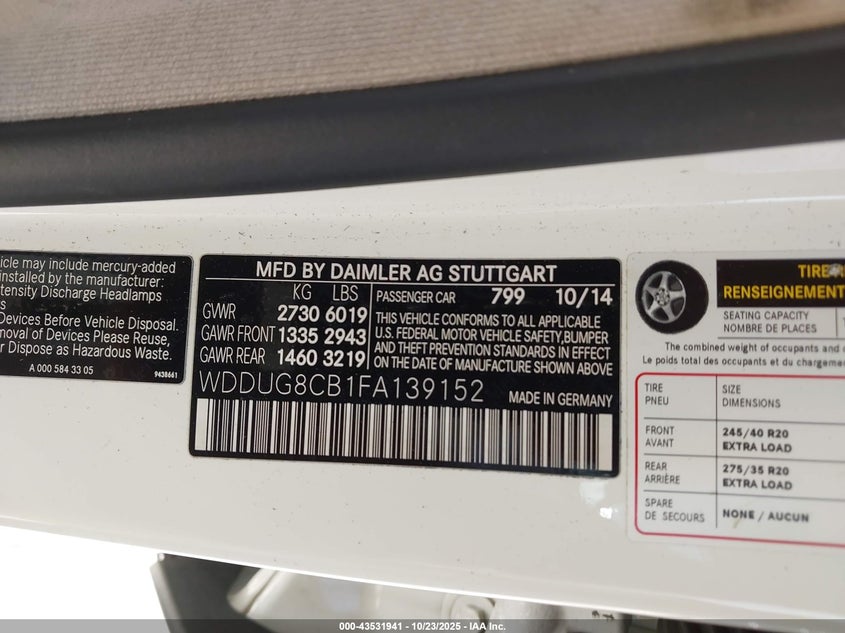 icle may include mercury-added
installed by the manufacturer:
tensity Discharge Headlamps
s
Devices Before Vehicle Disposal.
moval of Devices Please Reuse,
r Dispose as Hazardous Waste.
A 000 584 33 05
9438661
MFD BY DAIMLER AG STUTTGART
KG LBS
GVWR 2730 6019
GAWR FRONT 1335 2943
GAWR REAR 1460 3219
PASSENGER CAR 799 10/14
THIS VEHICLE CONFORMS TO ALL APPLICABLE
U.S. FEDERAL MOTOR VEHICLE SAFETY,BUMPER
AND THEFT PREVENTION STANDARDS IN EFFECT
ON THE DATE OF MANUFACTURE SHOWN ABOVE
WDDUG8CB1FA139152
MADE IN GERMANY
TIRE
RENSEIGNEMENT
SEATING CAPACITY
NOMBRE DE PLACES
The combined weight of occupants and c
Le poids total des occupants et du chargemen
TIRE
PNEU
SIZE
DIMENSIONS
FRONT
AVANT
245/40 R20
EXTRA LOAD
REAR
ARRIÈRE
275/35 R20
EXTRA LOAD
SPARE
DE SECOURS
NONE / AUCUN
000-43531941 - 10/23/2025 - IAA Inc.